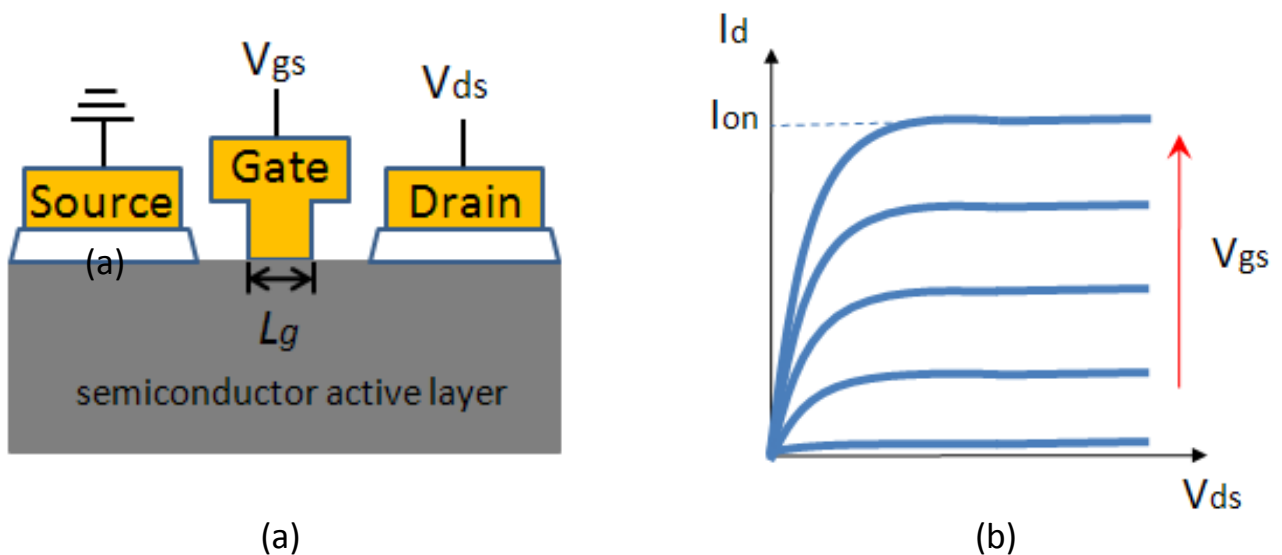 Vgs
Vds
Source
Gate
Drain
(a)
Lg
semiconductor active layer
(a)
Id
Ion
Vgs
Vds
(b)